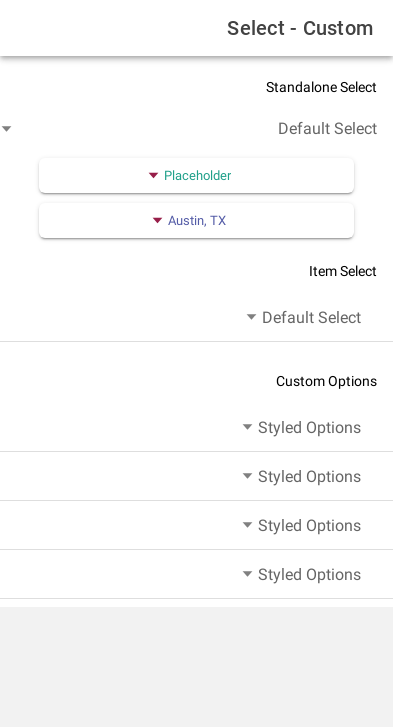 Select - Custom
Standalone Select
Default Select
Placeholder
Austin, TX
Item Select
Default Select
Custom Options
Styled Options
Styled Options
Styled Options
Styled Options